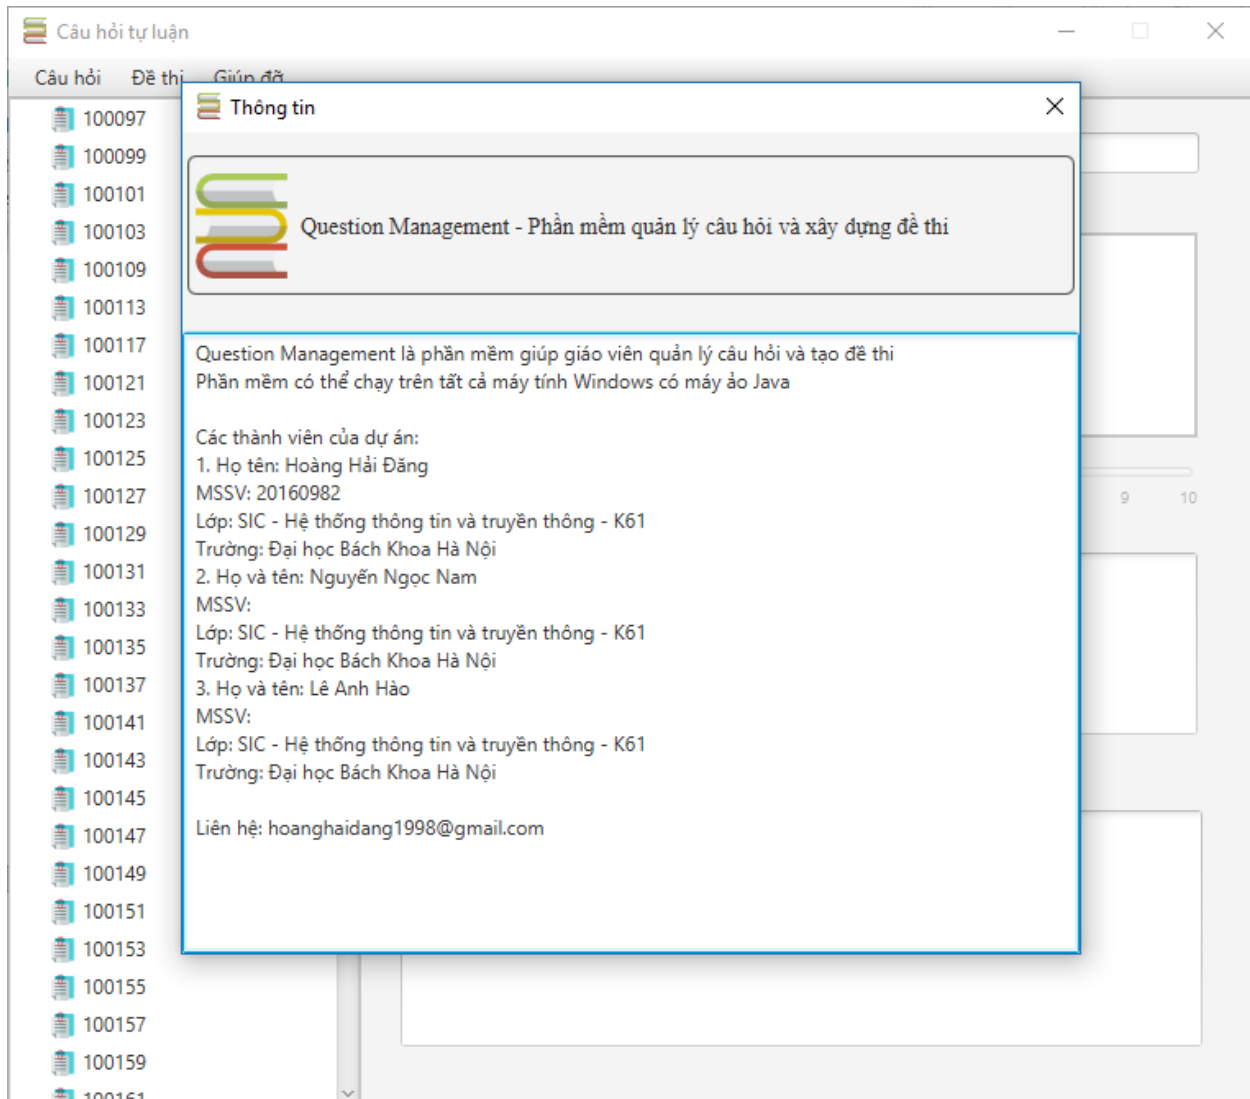 Câu hỏi tự luận
Câu hỏi Đề thi Giúp đỡ
100097
100099
100101
100103
100109
100113
100117
100121
100123
100125
100127
100129
100131
100133
100135
100137
100141
100143
100145
100147
100149
100151
100153
100155
100157
100159
100161
Thông tin
Question Management - Phần mềm quản lý câu hỏi và xây dựng đề thi
Question Management là phần mềm giúp giáo viên quản lý câu hỏi và tạo đề thi
Phần mềm có thể chạy trên tất cả máy tính Windows có máy ảo Java
Các thành viên của dự án:
1. Họ tên: Hoàng Hải Đăng
MSSV: 20160982
Lớp: SIC - Hệ thống thông tin và truyền thông - K61
Trường: Đại học Bách Khoa Hà Nội
2. Họ và tên: Nguyễn Ngọc Nam
MSSV:
Lớp: SIC - Hệ thống thông tin và truyền thông - K61
Trường: Đại học Bách Khoa Hà Nội
3. Họ và tên: Lê Anh Hào
MSSV:
Lớp: SIC - Hệ thống thông tin và truyền thông - K61
Trường: Đại học Bách Khoa Hà Nội
Liên hệ: hoanghaidang1998@gmail.com
9 10